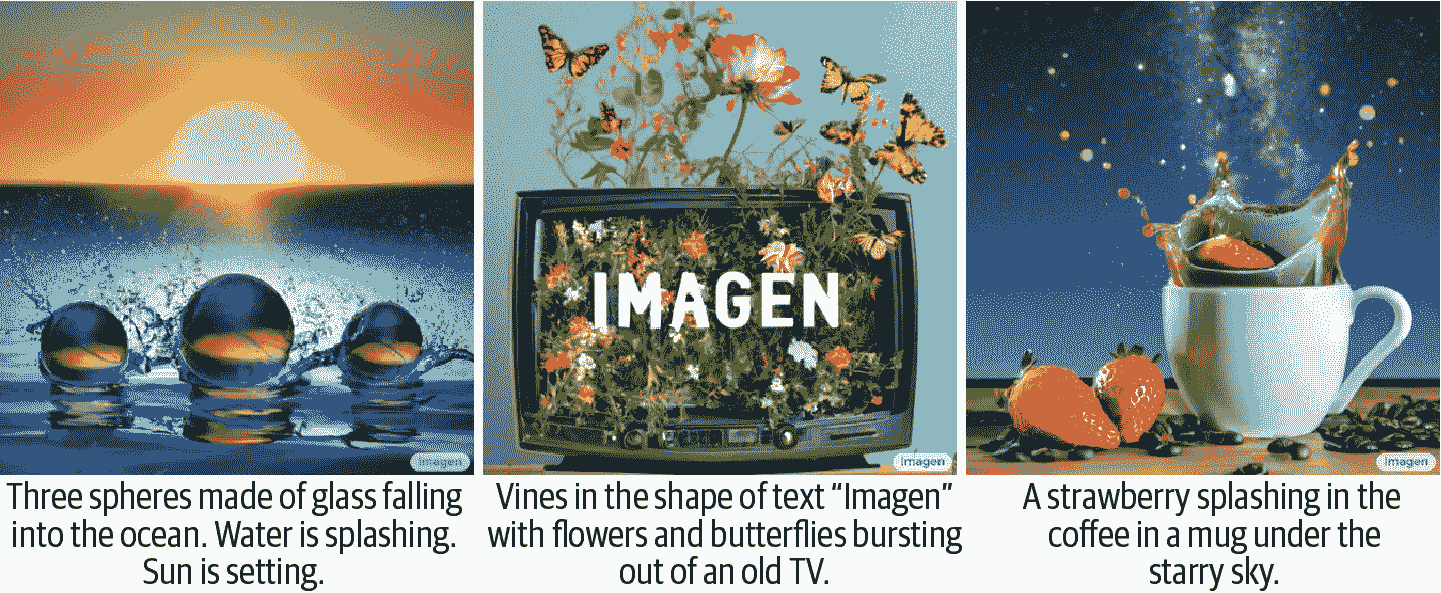 IMAGEN
Imagen
Imagen
Imagen
Three spheres made of glass falling
into the ocean. Water is splashing.
Sun is setting.
Vines in the shape of text “Imagen”
with flowers and butterflies bursting
out of an old TV.
A strawberry splashing in the
coffee in a mug under the
starry sky.